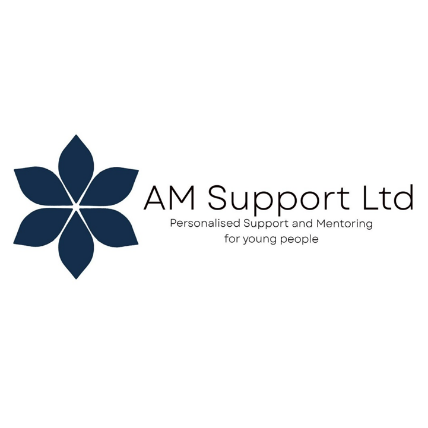 AM Support Ltd
Personalised Support and Mentoring
for young people